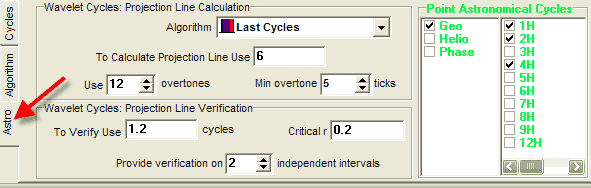 Cycles
Algorithm
Astro
Wavelet Cycles: Projection Line Calculation
Algorithm Last Cycles
To Calculate Projection Line Use 6
Use 12 overtones Min overtone 5 ticks
Wavelet Cycles: Projection Line Verification
To Verify Use 1.2 cycles Critical r 0.2
Provide verification on 2 independent intervals
Point Astronomical Cycles
Geo
Helio
Phase
1H
2H
3H
4H
5H
6H
7H
8H
9H
12H